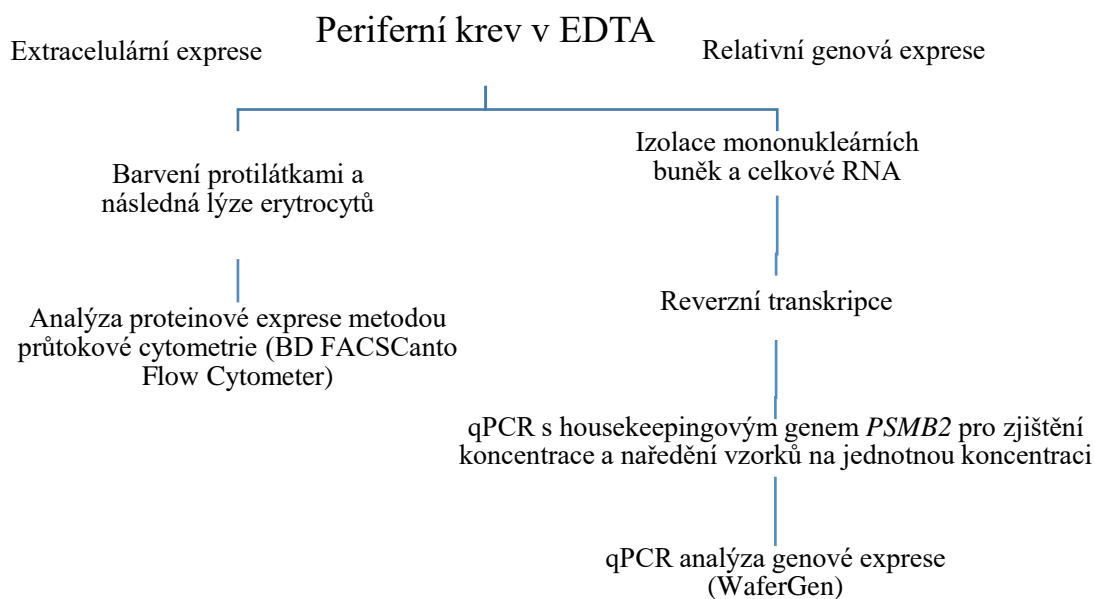 Periferní krev v EDTA
Extracelulární exprese
Relativní genová exprese
Barvení protilátkami a
následná lýze erytrocytů
Analýza proteinové exprese metodou
průtokové cytometrie (BD FACSCanto
Flow Cytometer)
Izolace mononukleárních
buněk a celkové RNA
Reverzní transkripce
qPCR s housekeepingovým genem PSMB2 pro zjištění
koncentrace a naředění vzorků na jednotnou koncentraci
qPCR analýza genové exprese
(WaferGen)